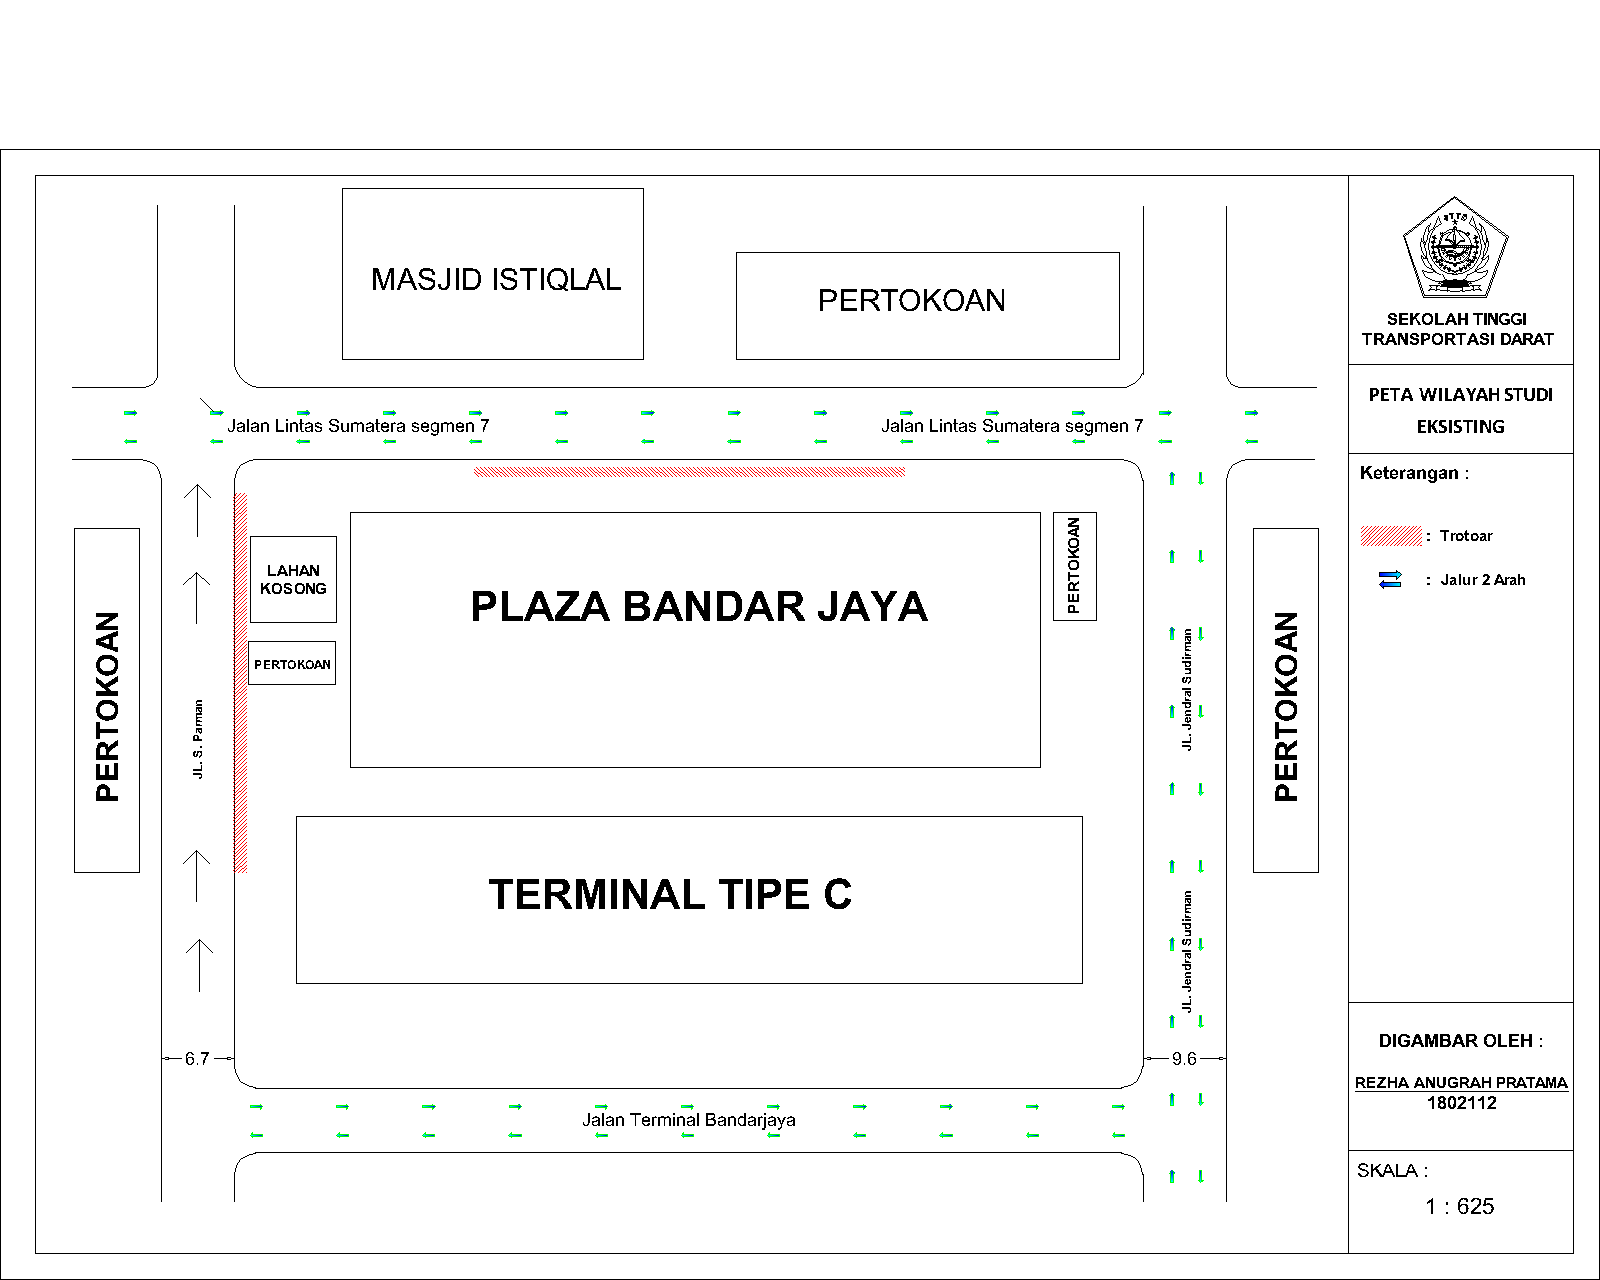 MASJID ISTIQLAL
PERTOKOAN
Jalan Lintas Sumatera segmen 7
Jalan Lintas Sumatera segmen 7
PERTOKOAN
JL. S. Parman
LAHAN
KOSONG
PERTOKOAN
PLAZA BANDAR JAYA
PERTOKOAN
TERMINAL TIPE C
JL. Jendral Sudirman
JL. Jendral Sudirman
PERTOKOAN
6.7
9.6
Jalan Terminal Bandarjaya
STTD
SEKOLAH TINGGI
TRANSPORTASI DARAT
PETA WILAYAH STUDI
EKSISTING
Keterangan :
: Trotoar
: Jalur 2 Arah
DIGAMBAR OLEH :
REZHA ANUGRAH PRATAMA
1802112
SKALA :
1 : 625